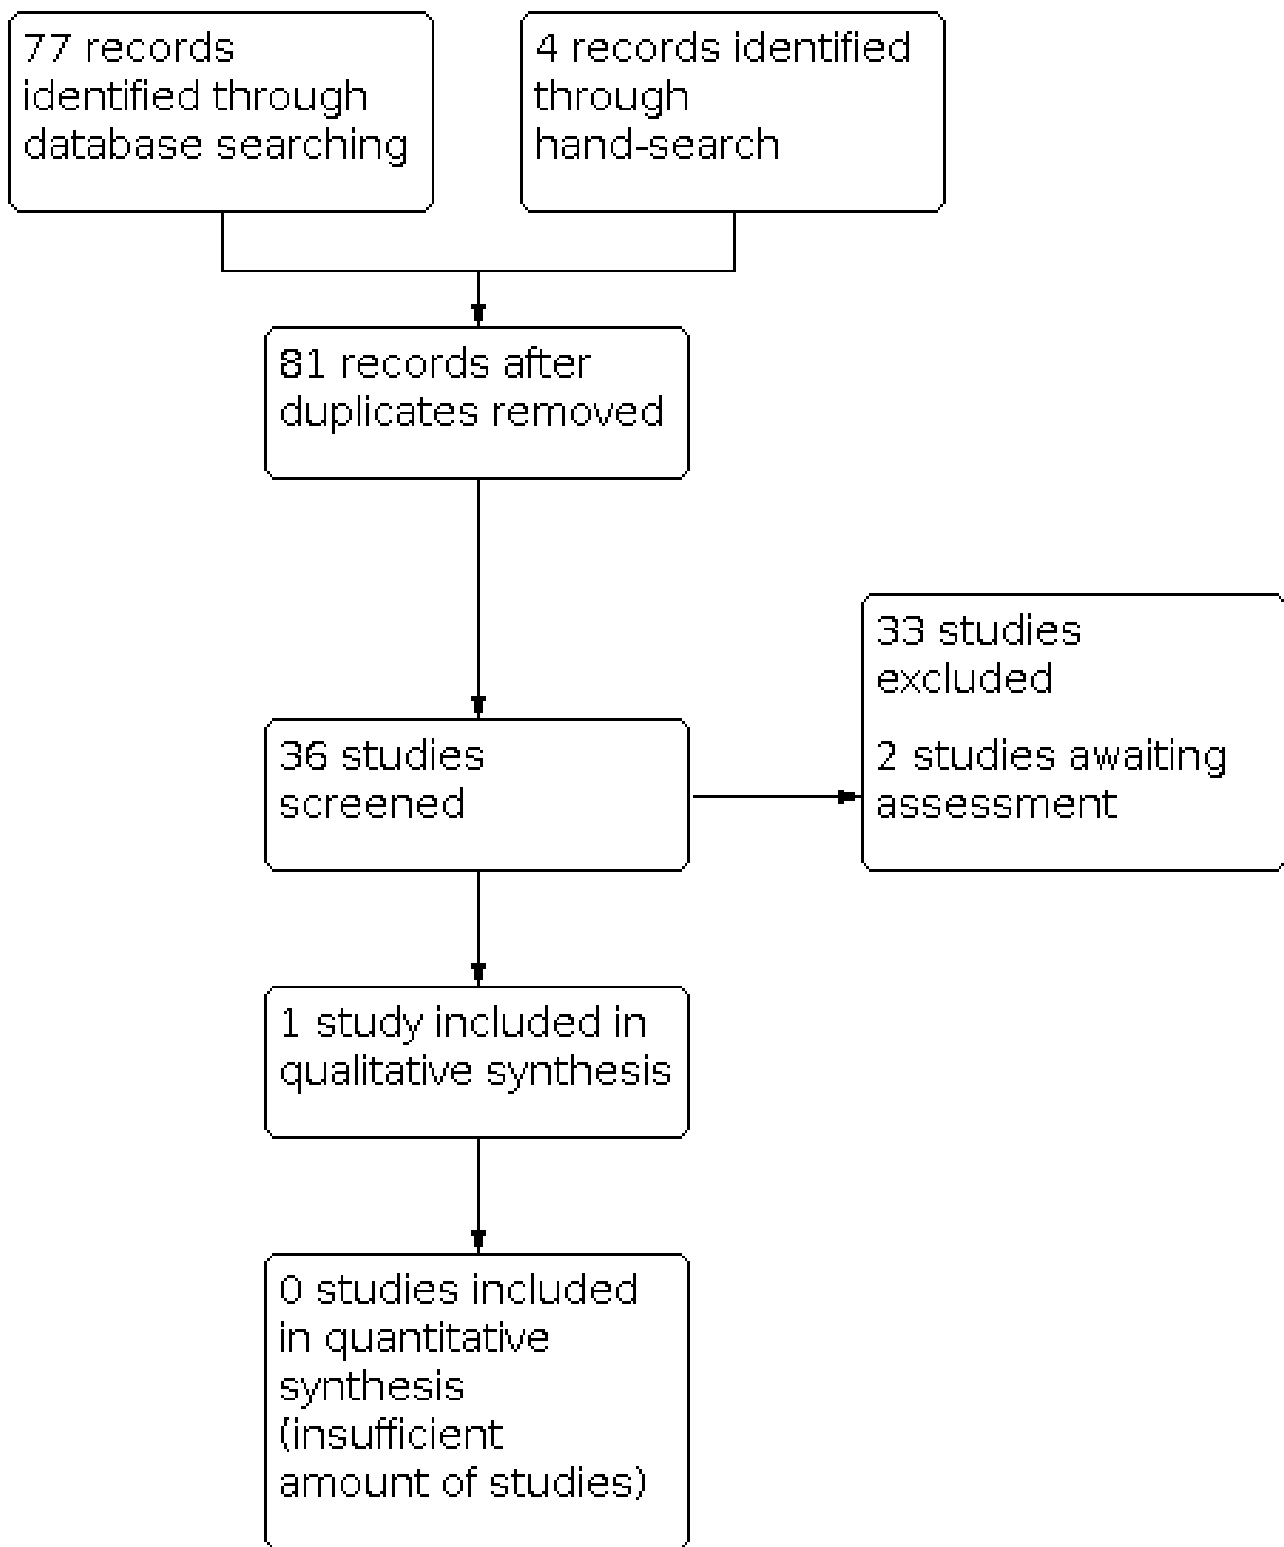 77 records
identified through
database searching
4 records identified
through
hand-search
81 records after
duplicates removed
33 studies
excluded
2 studies awaiting
assessment
36 studies
screened
1 study included in
qualitative synthesis
0 studies included
in quantitative
synthesis
(insufficient
amount of studies)